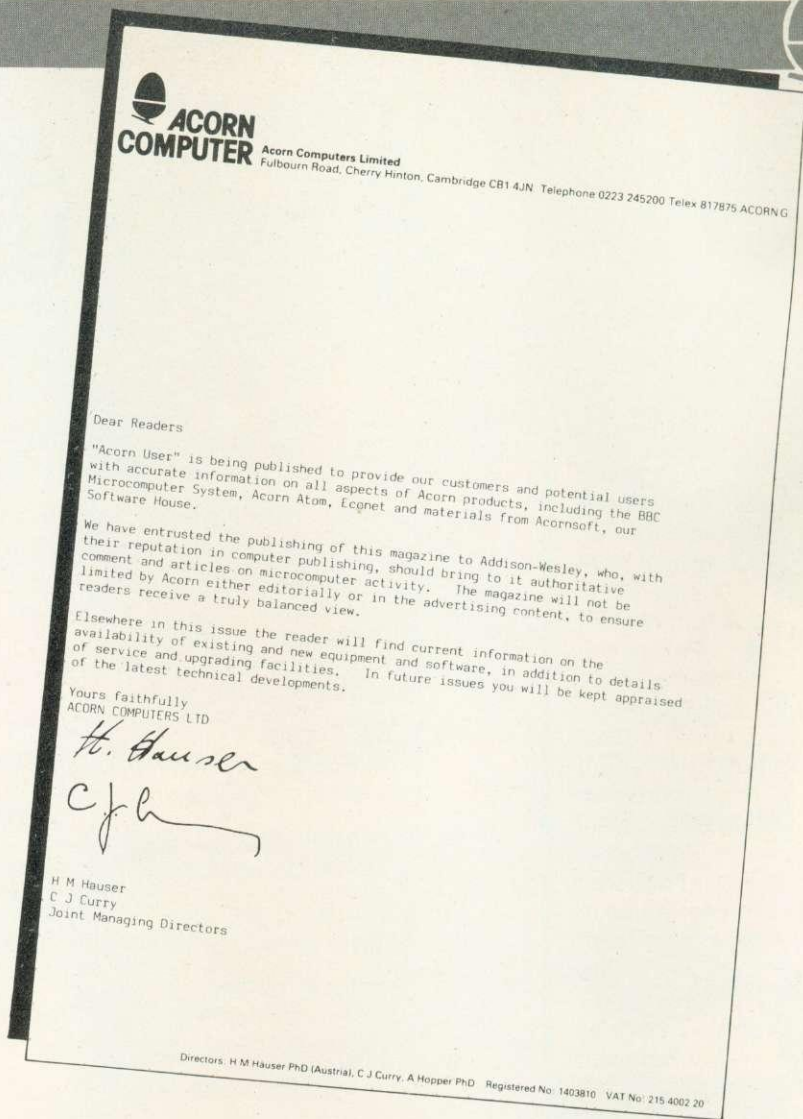 ACORN
COMPUTER
Acorn Computers Limited
Fulbourn Road, Cherry Hinton, Cambridge CB1 4JN Telephone 0223 245200 Telex 817875 ACORN G
Dear Readers
"Acorn User" is being published to provide our customers and potential users
with accurate information on all aspects of Acorn products, including the BBC
Microcomputer System, Acorn Atom, Econet and materials from Acornsoft, our
Software House.
We have entrusted the publishing of this magazine to Addison-Wesley, who, with
their reputation in computer publishing, should bring to it authoritative
comment and articles on microcomputer activity. The magazine will not be
limited by Acorn either editorially or in the advertising content, to ensure
readers receive a truly balanced view.
Elsewhere in this issue the reader will find current information on the
availability of existing and new equipment and software, in addition to details
of service and upgrading facilities. In future issues you will be kept appraised
of the latest technical developments.
Yours faithfully
ACORN COMPUTERS LTD
H. Hauser
H M Hauser
C J Curry
Joint Managing Directors
Directors: H M Hauser PhD (Austria), C J Curry, A Hopper PhD Registered No: 1403810 VAT No: 215 4002 20